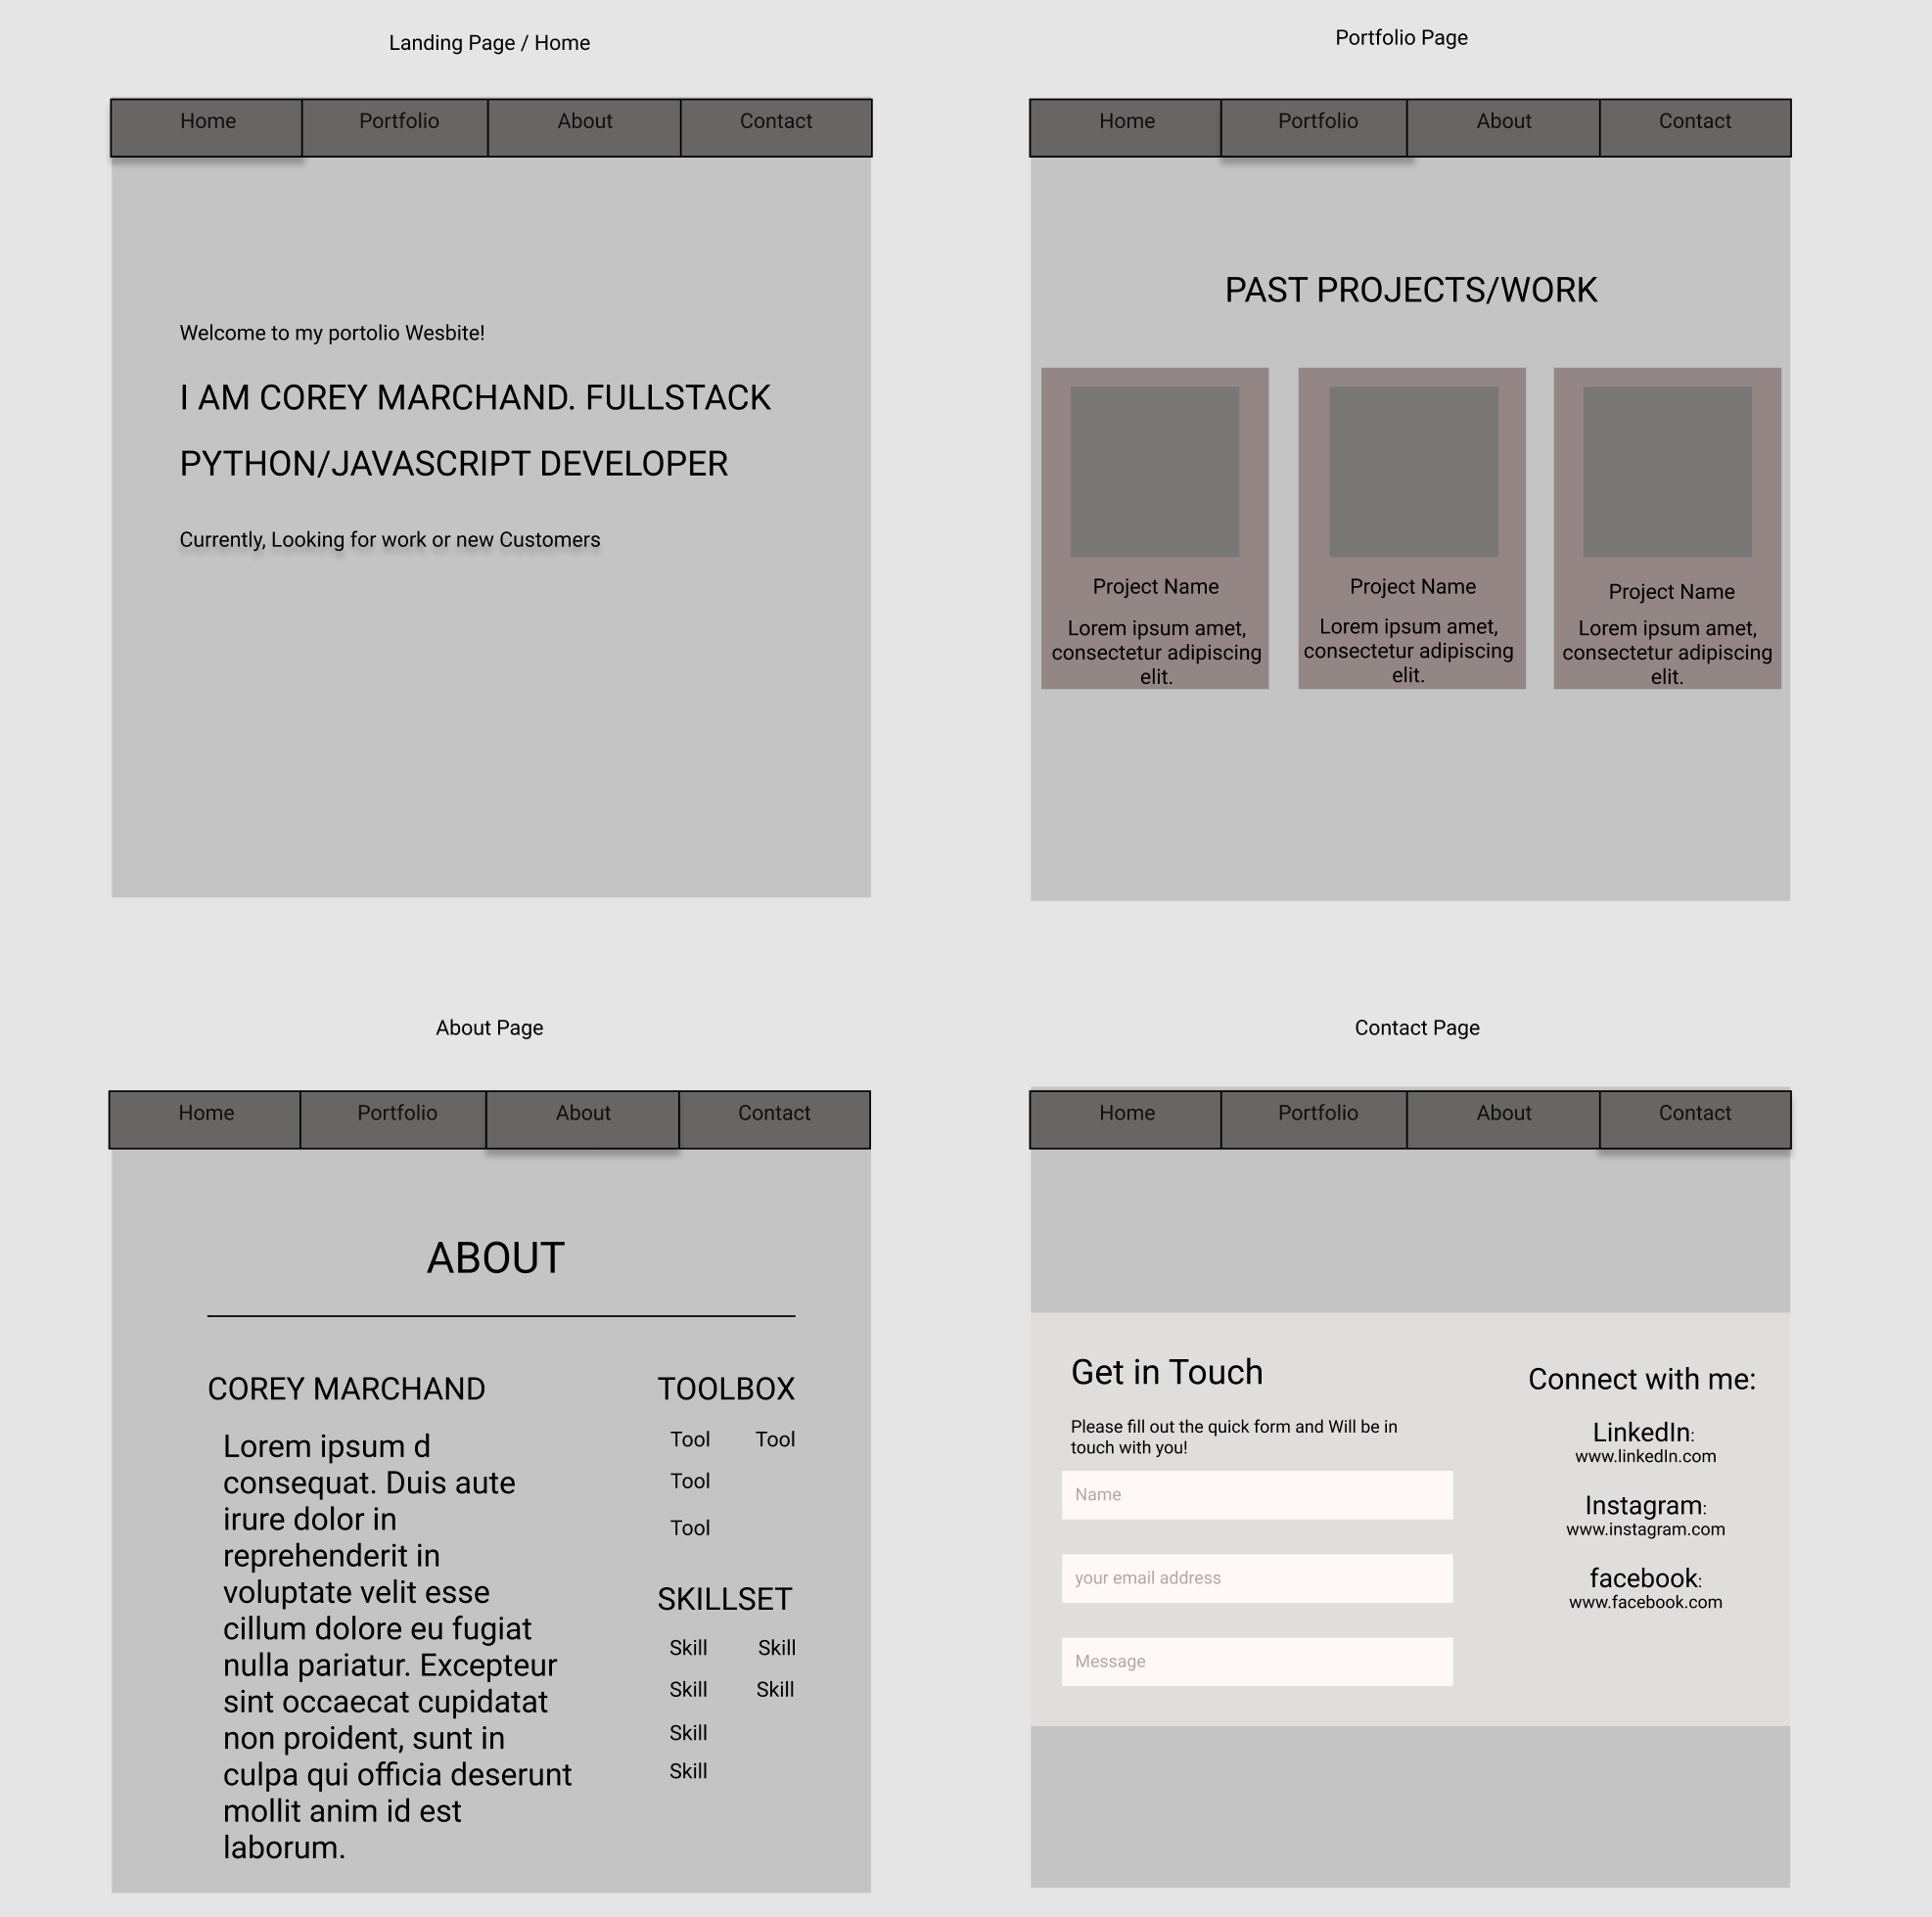 Landing Page / Home
Home
Portfolio
About
Contact
Welcome to my portolio Wesbite!
I AM COREY MARCHAND. FULLSTACK
PYTHON/JAVASCRIPT DEVELOPER
Currently, Looking for work or new Customers
Portfolio Page
Home
Portfolio
About
Contact
PAST PROJECTS/WORK
Project Name
Lorem ipsum amet,
consectetur adipiscing
elit.
Project Name
Lorem ipsum amet,
consectetur adipiscing
elit.
Project Name
Lorem ipsum amet,
consectetur adipiscing
elit.
About Page
Home
Portfolio
About
Contact
ABOUT
COREY MARCHAND
Lorem ipsum d
consequat. Duis aute
irure dolor in
reprehenderit in
voluptate velit esse
cillum dolore eu fugiat
nulla pariatur. Excepteur
sint occaecat cupidatat
non proident, sunt in
culpa qui officia deserunt
mollit anim id est
laborum.
TOOLBOX
Tool Tool
Tool
Tool
SKILLSET
Skill Skill
Skill Skill
Skill
Skill
Contact Page
Home
Portfolio
About
Contact
Get in Touch
Please fill out the quick form and Will be in
touch with you!
Name
your email address
Message
Connect with me:
LinkedIn:
www.linkedIn.com
Instagram:
www.instagram.com
facebook:
www.facebook.com